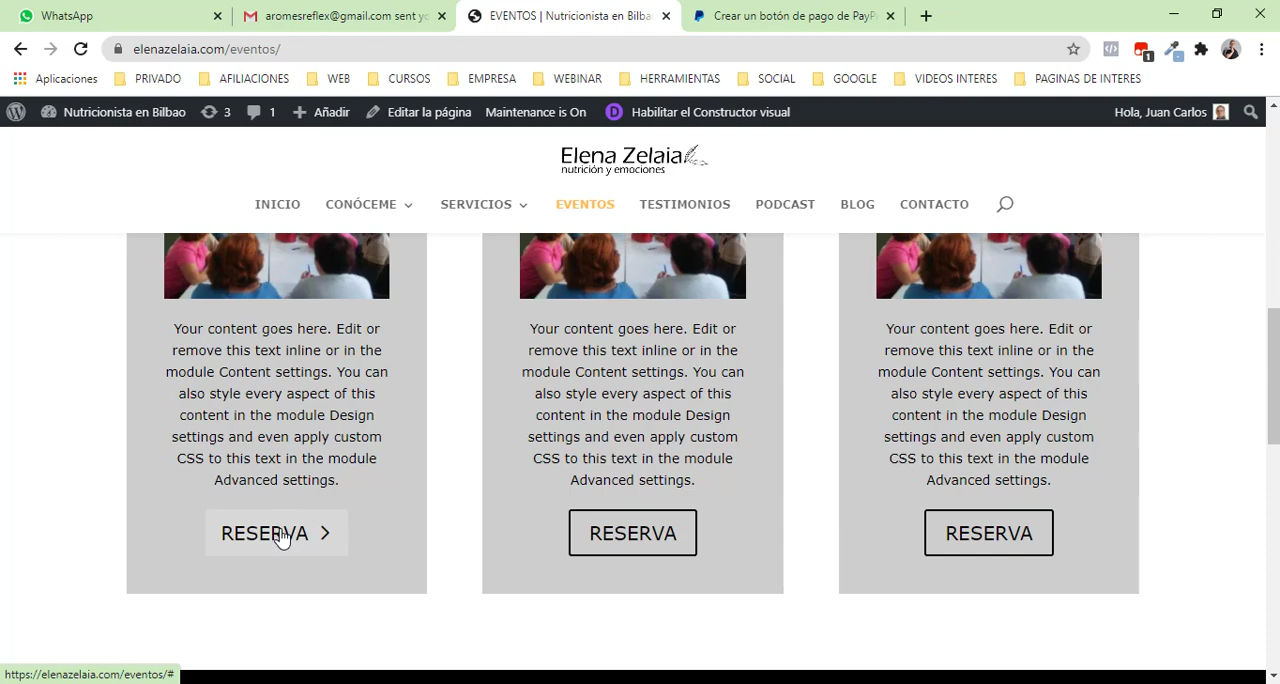 WhatsApp
aromesreflex@gmail.com sent yo
EVENTOS | Nutricionista en Bilba
Crear un botón de pago de PayP
elenazelaia.com/eventos/
Aplicaciones PRIVADO AFILIACIONES WEB CURSOS EMPRESA WEBINAR HERRAMIENTAS SOCIAL GOOGLE VIDEOS INTERES PAGINAS DE INTERES
Nutricionista en Bilbao 3 1 Añadir Editar la página Maintenance is On Habilitar el Constructor visual Hola, Juan Carlos
Elena Zelaia
nutrición y emociones
INICIO CONÓCEME SERVICIOS EVENTOS TESTIMONIOS PODCAST BLOG CONTACTO
Your content goes here. Edit or
remove this text inline or in the
module Content settings. You can
also style every aspect of this
content in the module Design
settings and even apply custom
CSS to this text in the module
Advanced settings.
RESERVA
Your content goes here. Edit or
remove this text inline or in the
module Content settings. You can
also style every aspect of this
content in the module Design
settings and even apply custom
CSS to this text in the module
Advanced settings.
RESERVA
Your content goes here. Edit or
remove this text inline or in the
module Content settings. You can
also style every aspect of this
content in the module Design
settings and even apply custom
CSS to this text in the module
Advanced settings.
RESERVA
https://elenazelaia.com/eventos/#